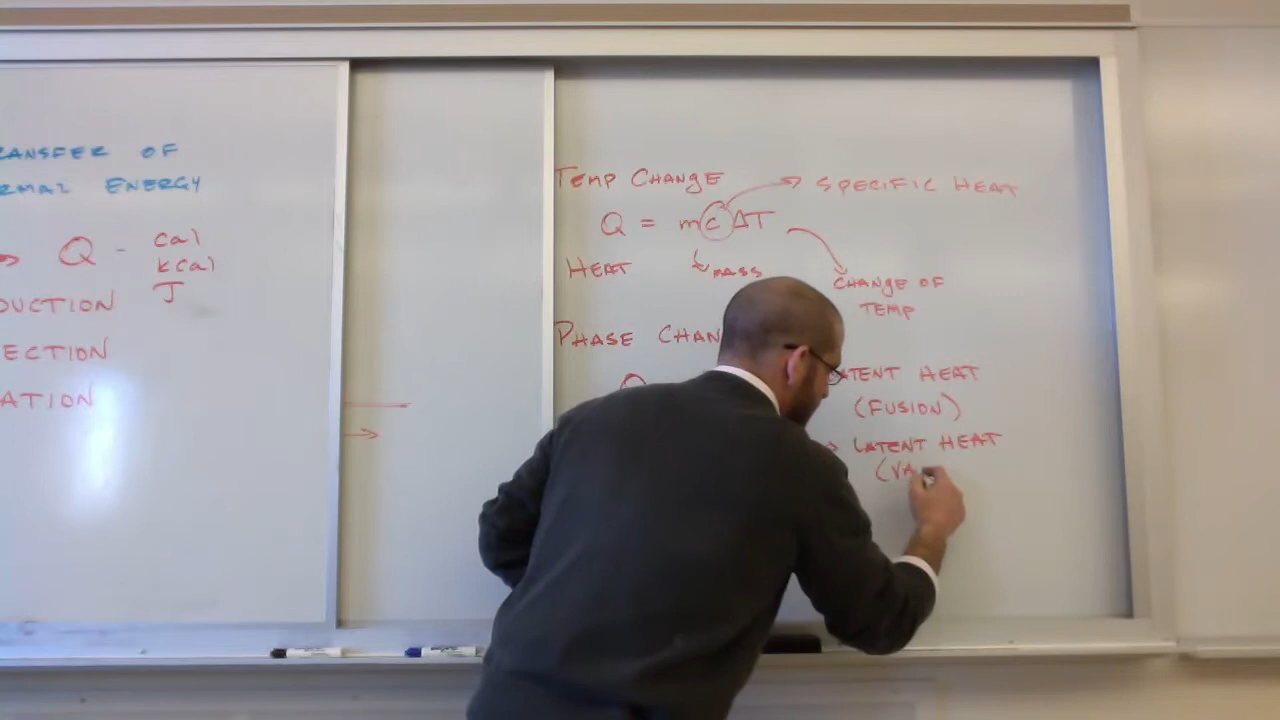 RANSFER OF
RMAL ENERGY
Q - cal
kcal
J
DUCTION
ECTION
ATION
TEMP CHANGE
SPECIFIC HEAT
Q = mcΔT
HEAT
MASS
CHANGE OF
TEMP
PHASE CHAN
Q
ATENT HEAT
(FUSION)
LATENT HEAT
(VA